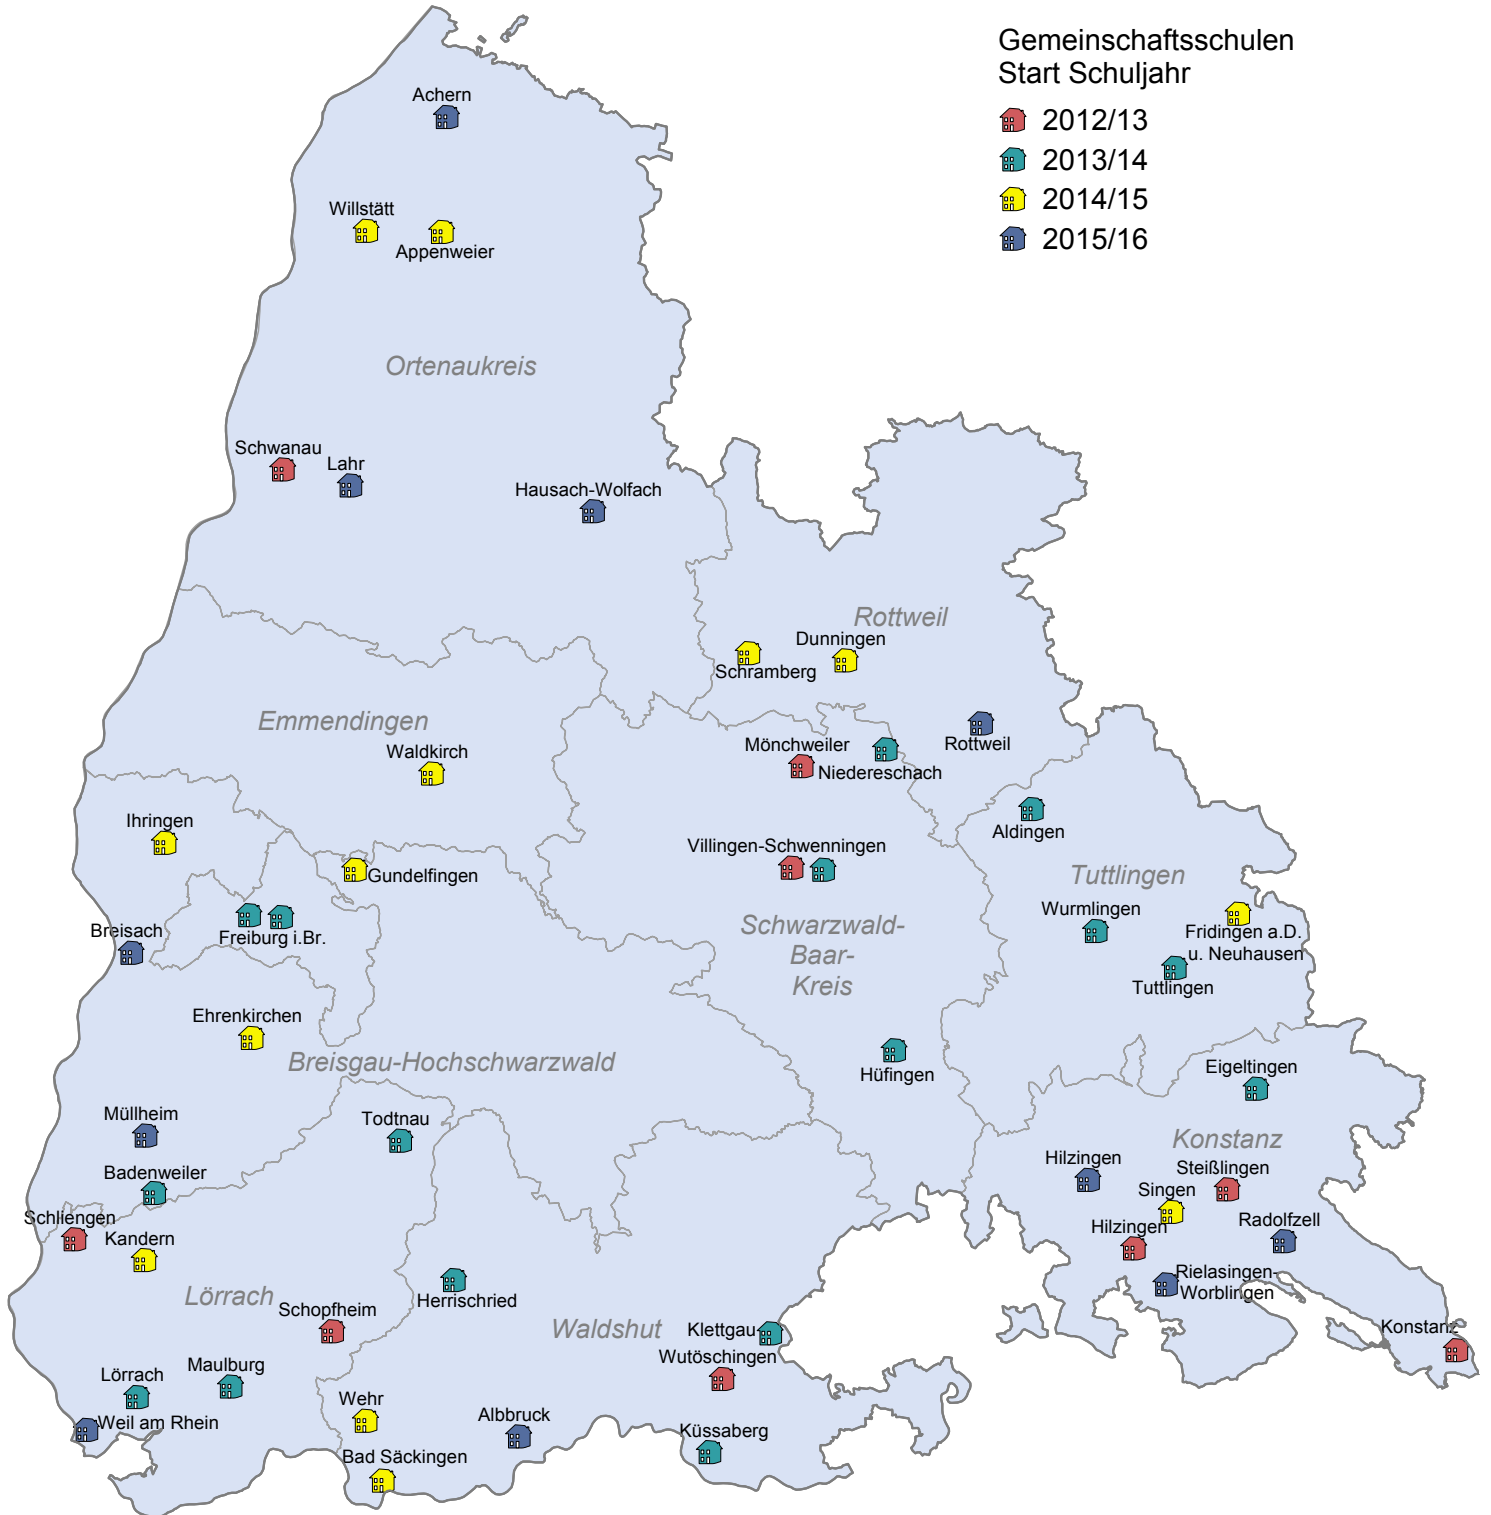 Gemeinschaftsschulen
Start Schuljahr
2012/13
2013/14
2014/15
2015/16
Achern
Willstätt
Appenweier
Ortenaukreis
Schwanau
Lahr
Hausach-Wolfach
Rottweil
Dunningen
Schramberg
Emmendingen
Waldkirch
Mönchweiler
Niedereschach
Rottweil
Ihringen
Aldingen
Gundelfingen
Villingen-Schwenningen
Tuttlingen
Breisach
Freiburg i.Br.
Schwarzwald-
Baar-
Kreis
Wurmlingen
Fridingen a.D.
u. Neuhausen
Tuttlingen
Ehrenkirchen
Breisgau-Hochschwarzwald
Hüfingen
Eigeltingen
Müllheim
Todtnau
Konstanz
Badenweiler
Hilzingen
Steißlingen
Singen
Schliengen
Kandern
Hilzingen
Radolfzell
Lörrach
Herrischried
Rielasingen-
Worblingen
Schopfheim
Waldshut
Klettgau
Konstanz
Wutöschingen
Lörrach
Maulburg
Weil am Rhein
Wehr
Albbruck
Küssaberg
Bad Säckingen